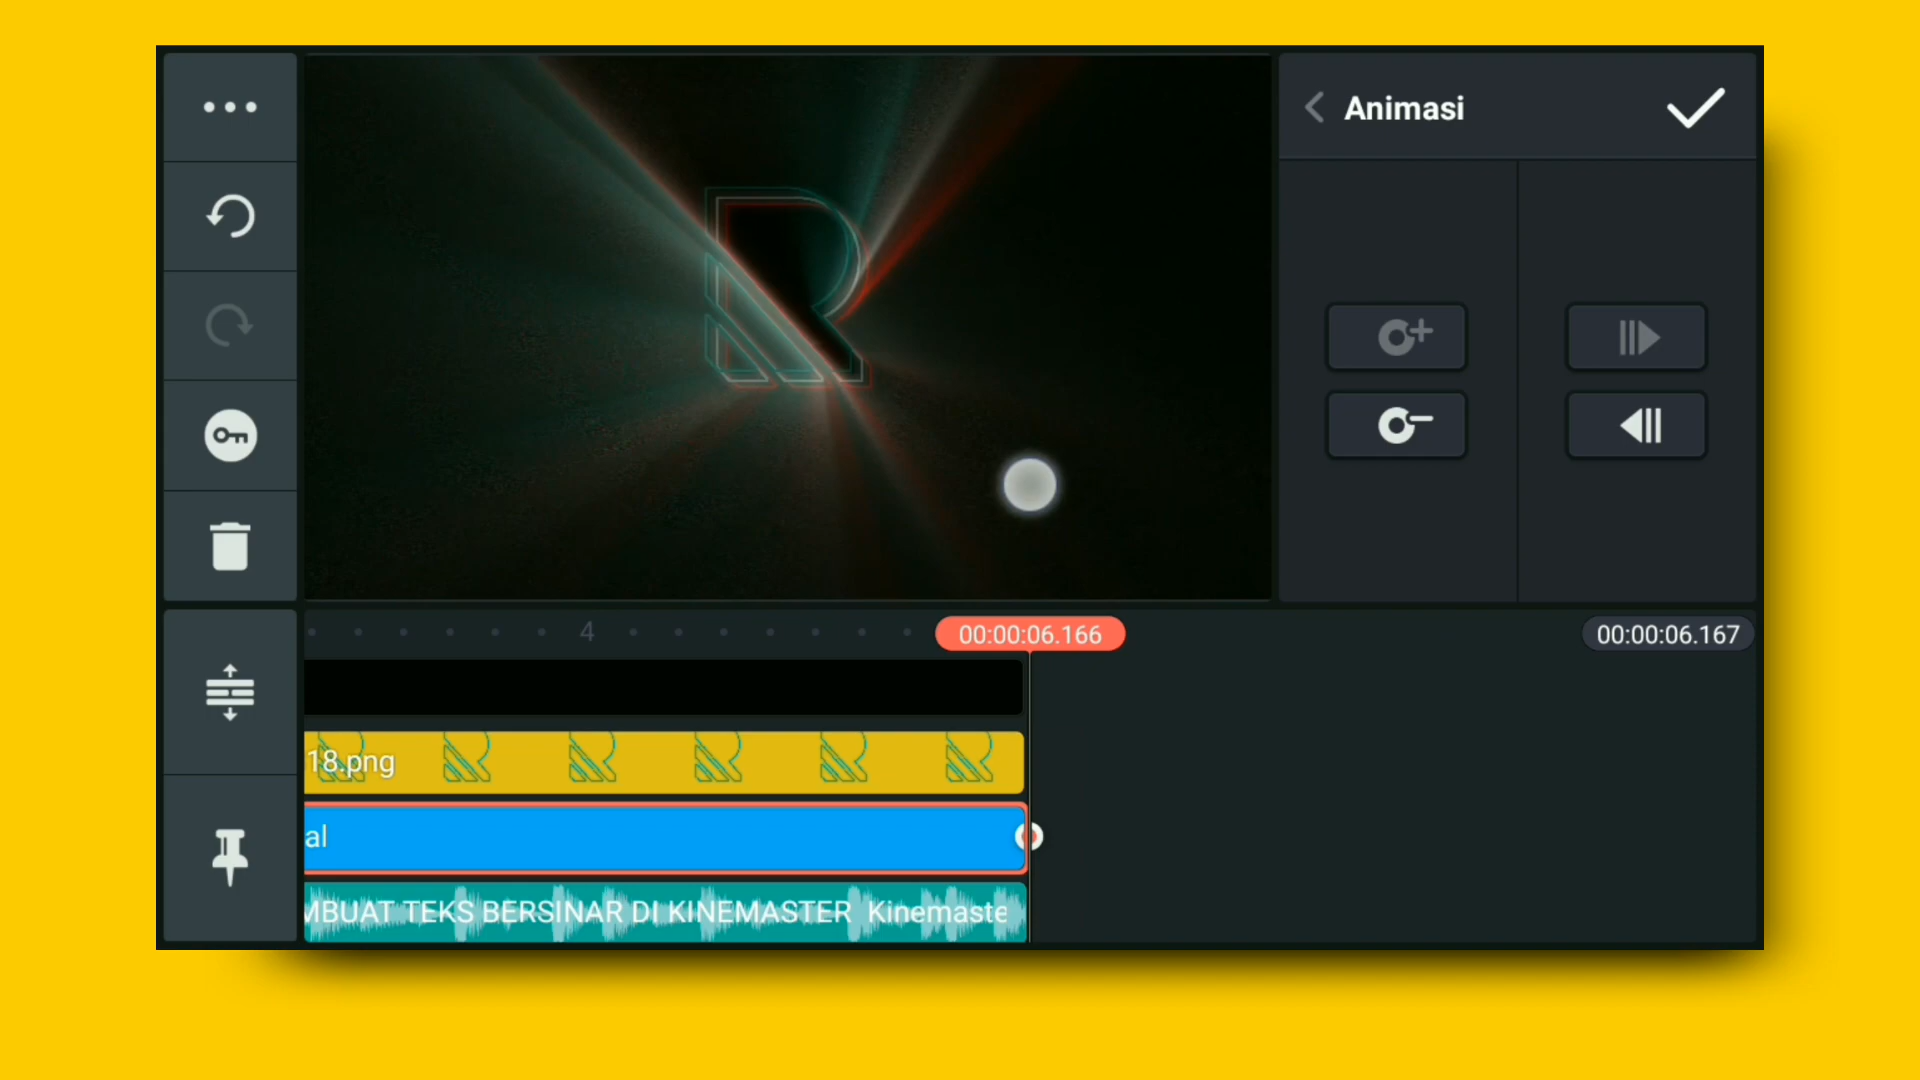 Animasi
4
00:00:06.166
00:00:06.167
18.png
al
MBUAT TEKS BERSINAR DI KINEMASTER Kinemaste